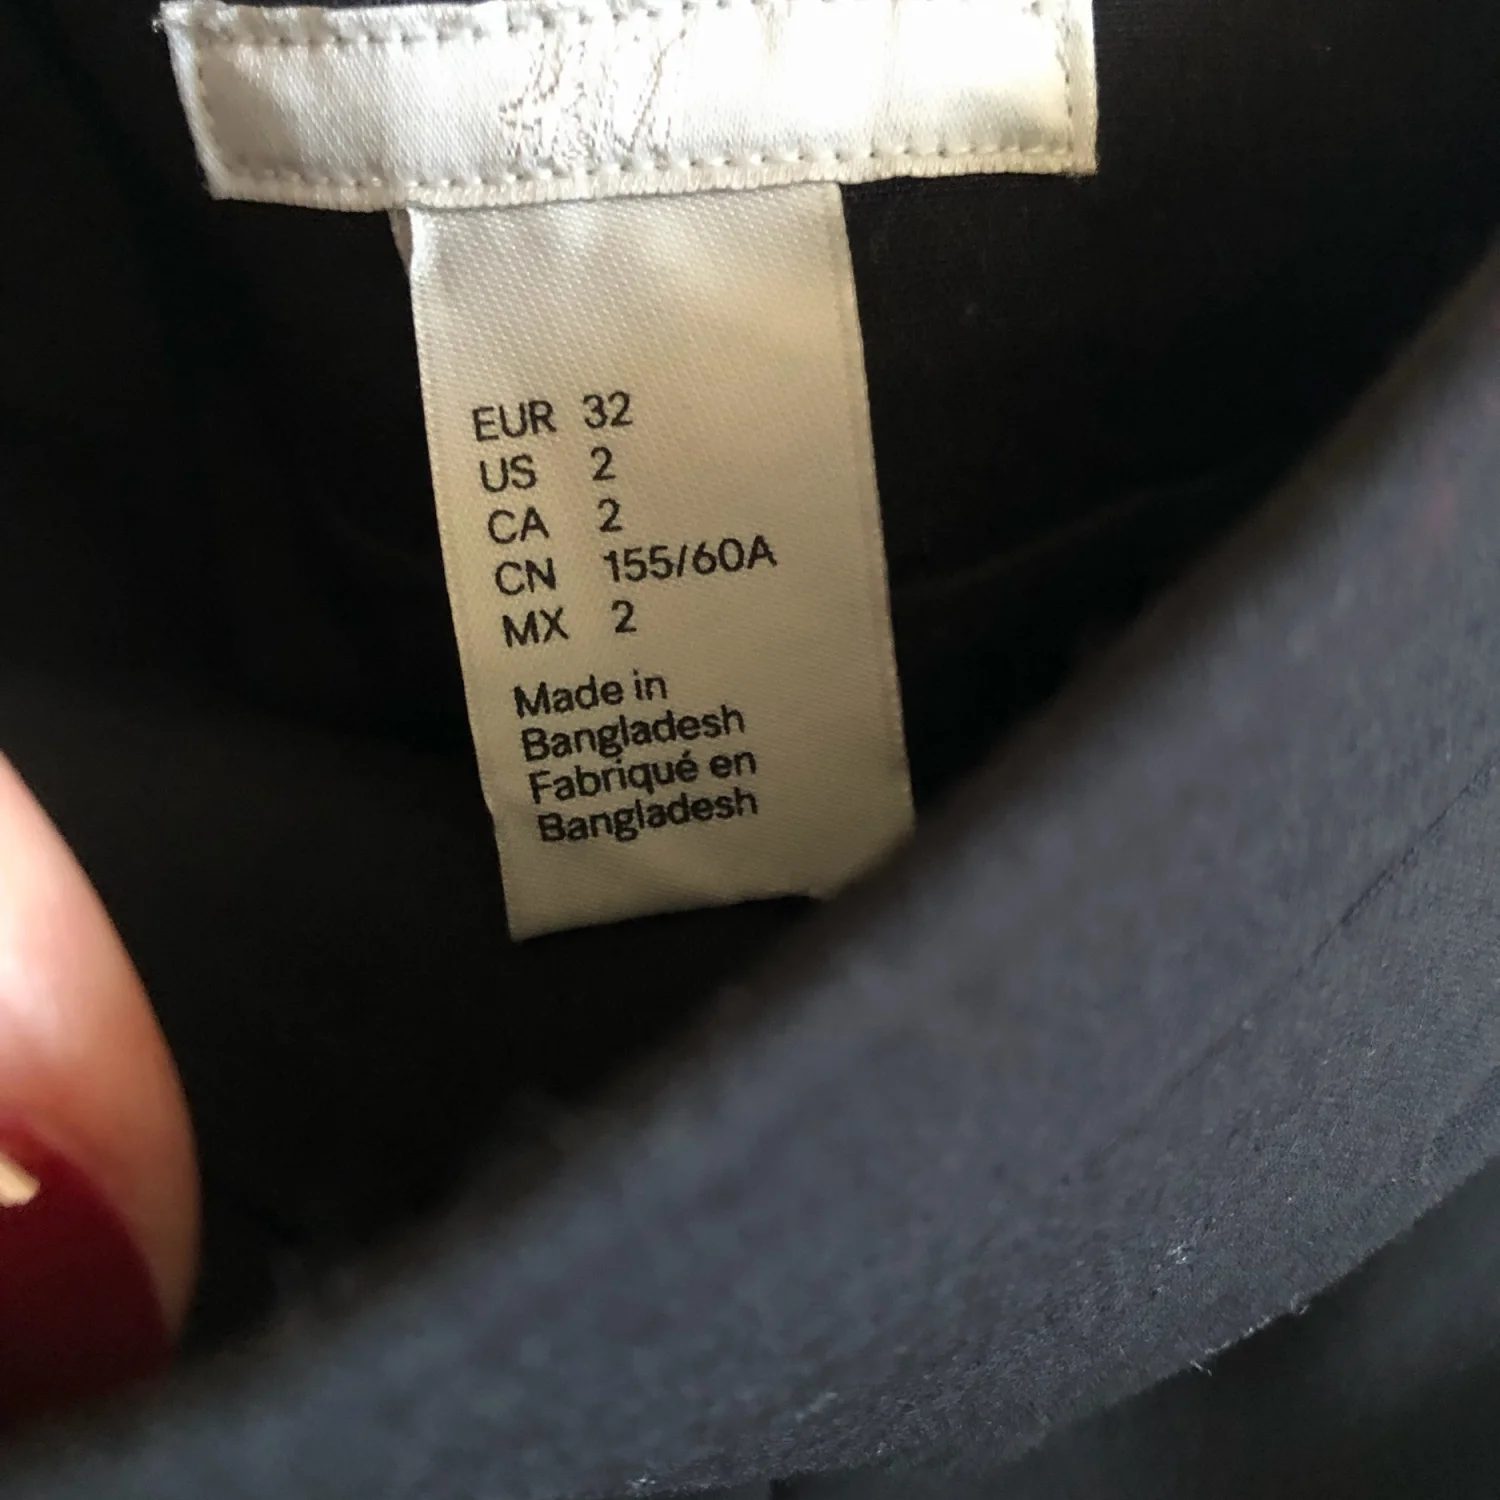 EUR 32
US 2
CA 2
CN 155/60A
MX 2
Made in
Bangladesh
Fabriqué en
Bangladesh